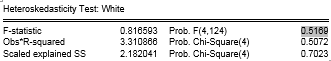 Heteroskedasticity Test: White
F-statistic 0.816593 Prob. F(4,124) 0.5169
Obs*R-squared 3.310866 Prob. Chi-Square(4) 0.5072
Scaled explained SS 2.182041 Prob. Chi-Square(4) 0.7023